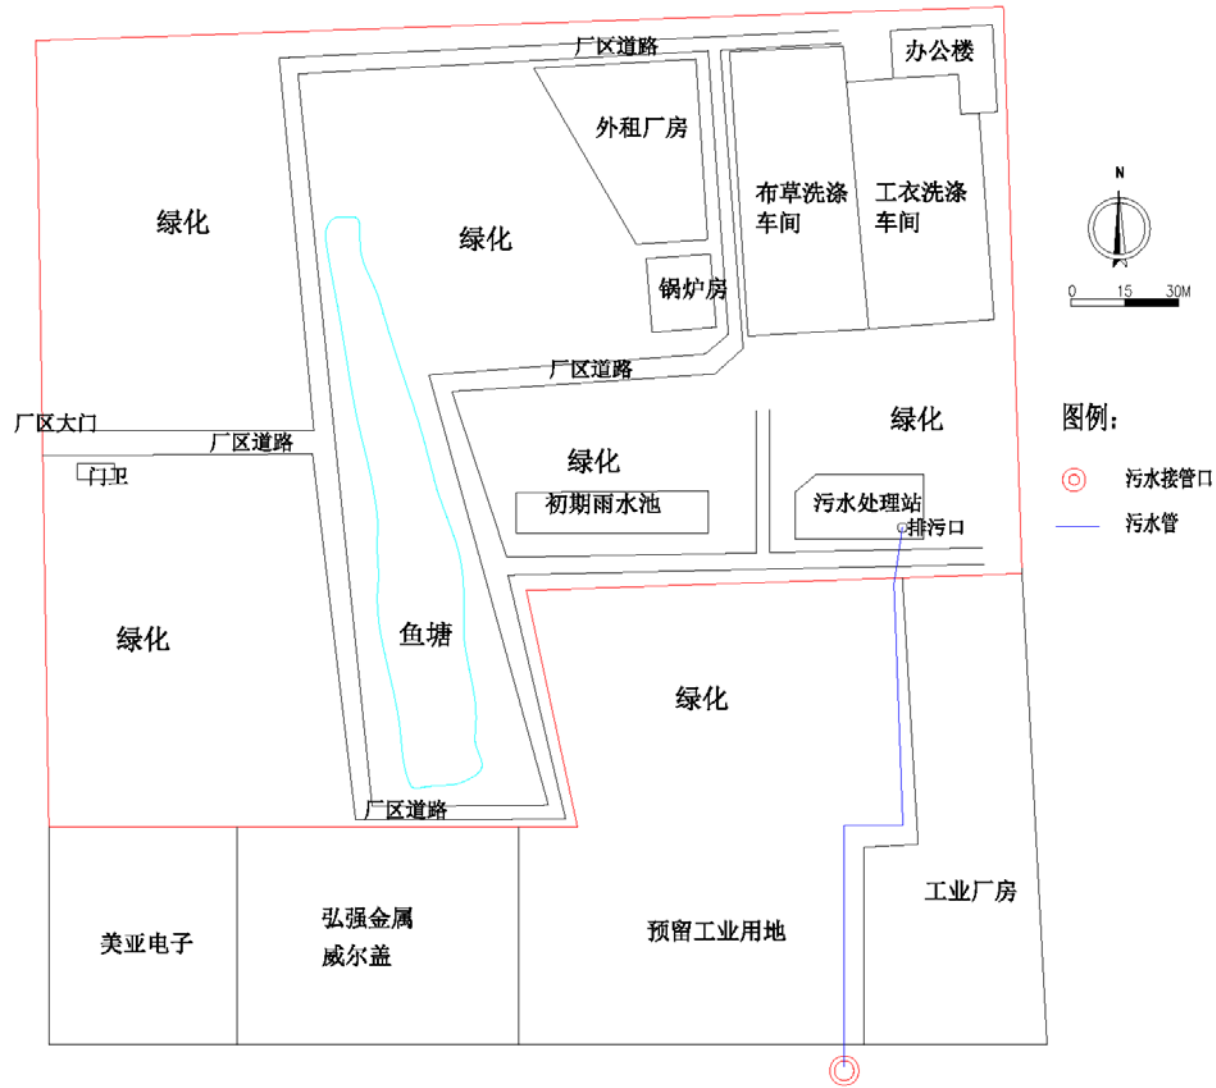 厂区道路
办公楼
外租厂房
布草洗涤
车间
工衣洗涤
车间
N
绿化
绿化
锅炉房
0 15 30M
厂区道路
厂区大门
厂区道路
绿化
图例：
门卫
绿化
初期雨水池
污水处理站
排污口
污水接管口
污水管
绿化
鱼塘
绿化
厂区道路
美亚电子
弘强金属
威尔盖
预留工业用地
工业厂房